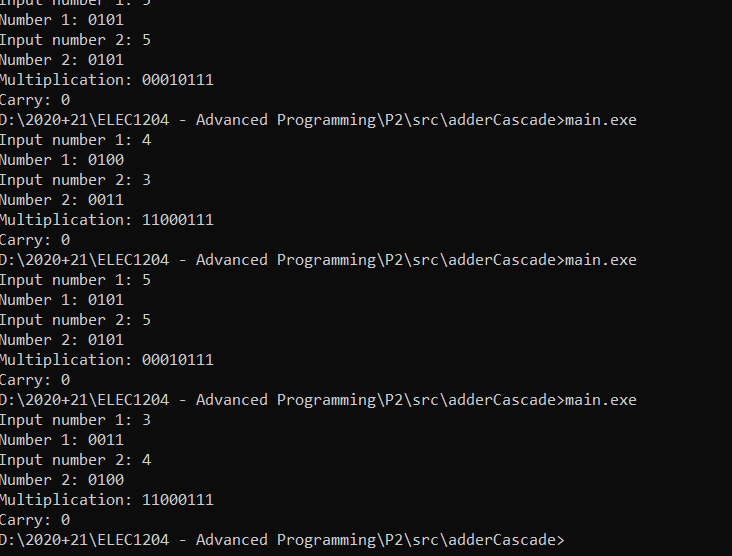 Input number 1: 5
Number 1: 0101
Input number 2: 5
Number 2: 0101
Multiplication: 00010111
Carry: 0
D:\2020+21\ELEC1204 - Advanced Programming\P2\src\adderCascade>main.exe
Input number 1: 4
Number 1: 0100
Input number 2: 3
Number 2: 0011
Multiplication: 11000111
Carry: 0
D:\2020+21\ELEC1204 - Advanced Programming\P2\src\adderCascade>main.exe
Input number 1: 5
Number 1: 0101
Input number 2: 5
Number 2: 0101
Multiplication: 00010111
Carry: 0
D:\2020+21\ELEC1204 - Advanced Programming\P2\src\adderCascade>main.exe
Input number 1: 3
Number 1: 0011
Input number 2: 4
Number 2: 0100
Multiplication: 11000111
Carry: 0
D:\2020+21\ELEC1204 - Advanced Programming\P2\src\adderCascade>